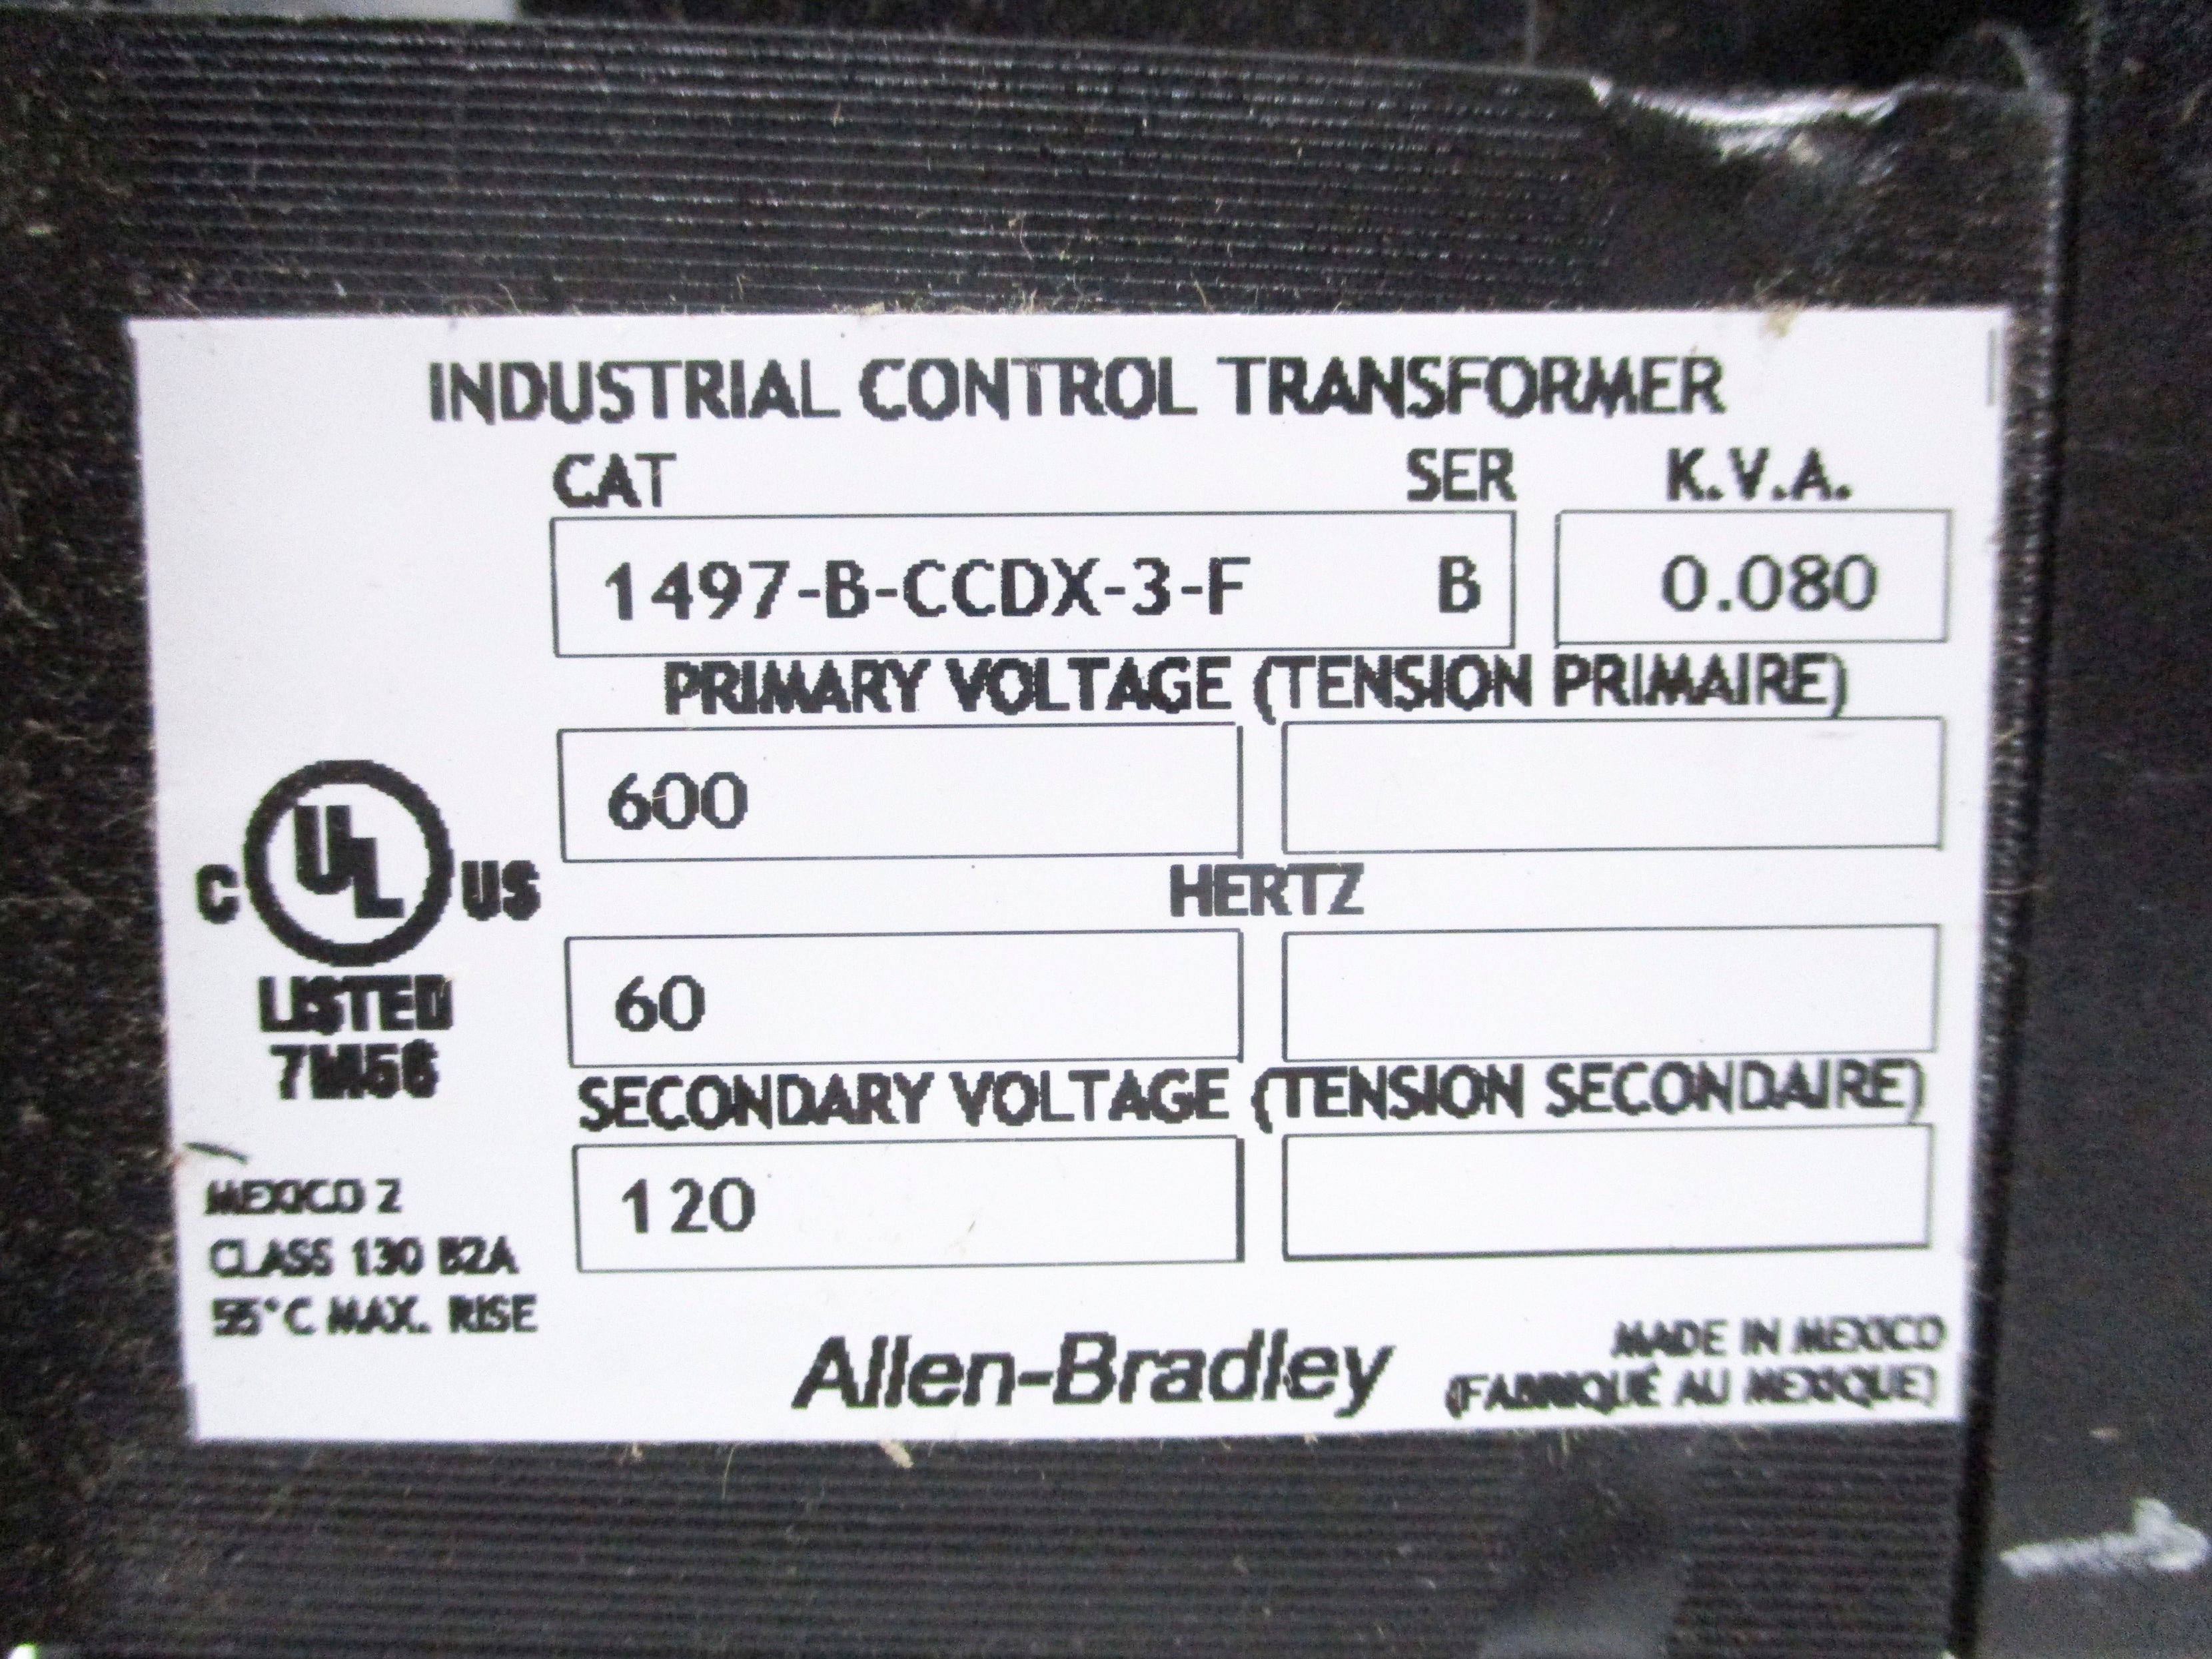 INDUSTRIAL CONTROL TRANSFORMER
CAT SER K.V.A.
1497-B-CCDX-3-F B 0.080
PRIMARY VOLTAGE (TENSION PRIMAIRE)
600
HERTZ
60
SECONDARY VOLTAGE (TENSION SECONDAIRE)
120
C UL US
LISTED
7M56
MEXICO 2
CLASS 130 B2A
55°C MAX. RISE
Allen-Bradley
MADE IN MEXICO
(FABRIQUÉ AU MEXIQUE)